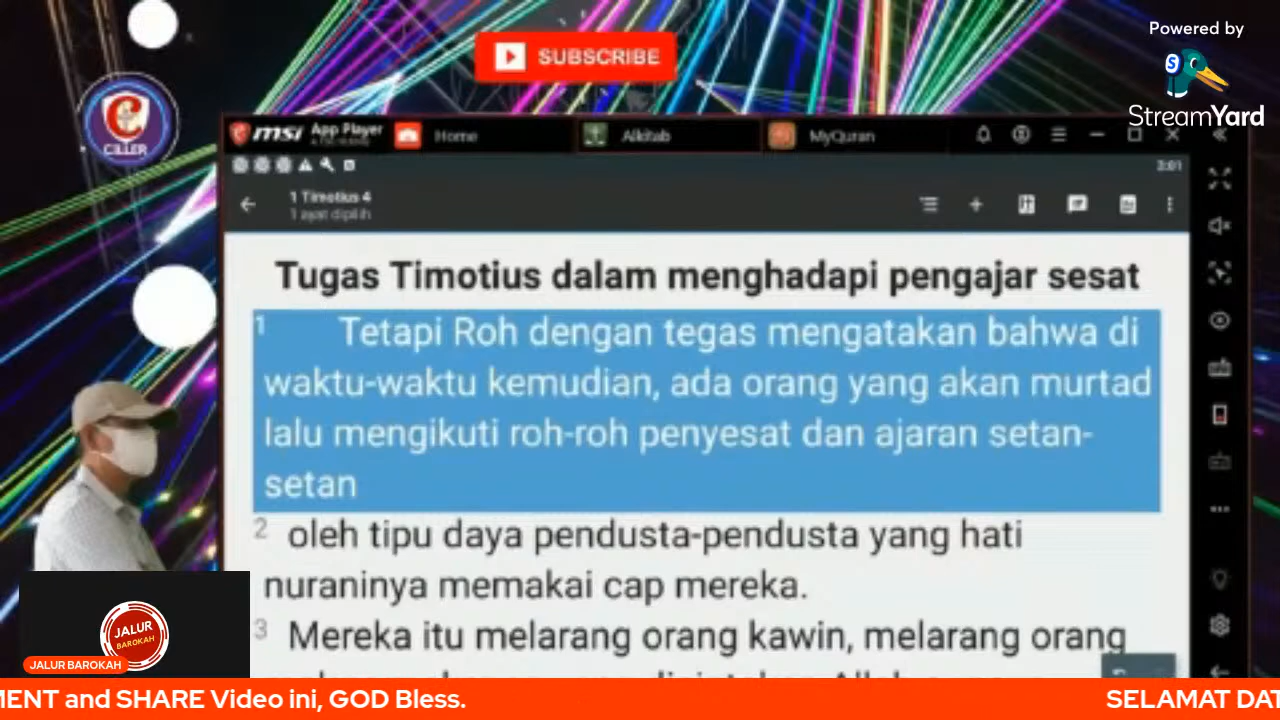 Powered by
StreamYard
SUBSCRIBE
CILLER
msi App Player
Home
Alkitab
MyQuran
3:01
1 Timotius 4
1 ayat dipilih
Tugas Timotius dalam menghadapi pengajar sesat
1 Tetapi Roh dengan tegas mengatakan bahwa di
waktu-waktu kemudian, ada orang yang akan murtad
lalu mengikuti roh-roh penyesat dan ajaran setan-
setan
2 oleh tipu daya pendusta-pendusta yang hati
nuraninya memakai cap mereka.
3 Mereka itu melarang orang kawin, melarang orang
JALUR
BAROKAH
JALUR BAROKAH
MENT and SHARE Video ini, GOD Bless.
SELAMAT DAT